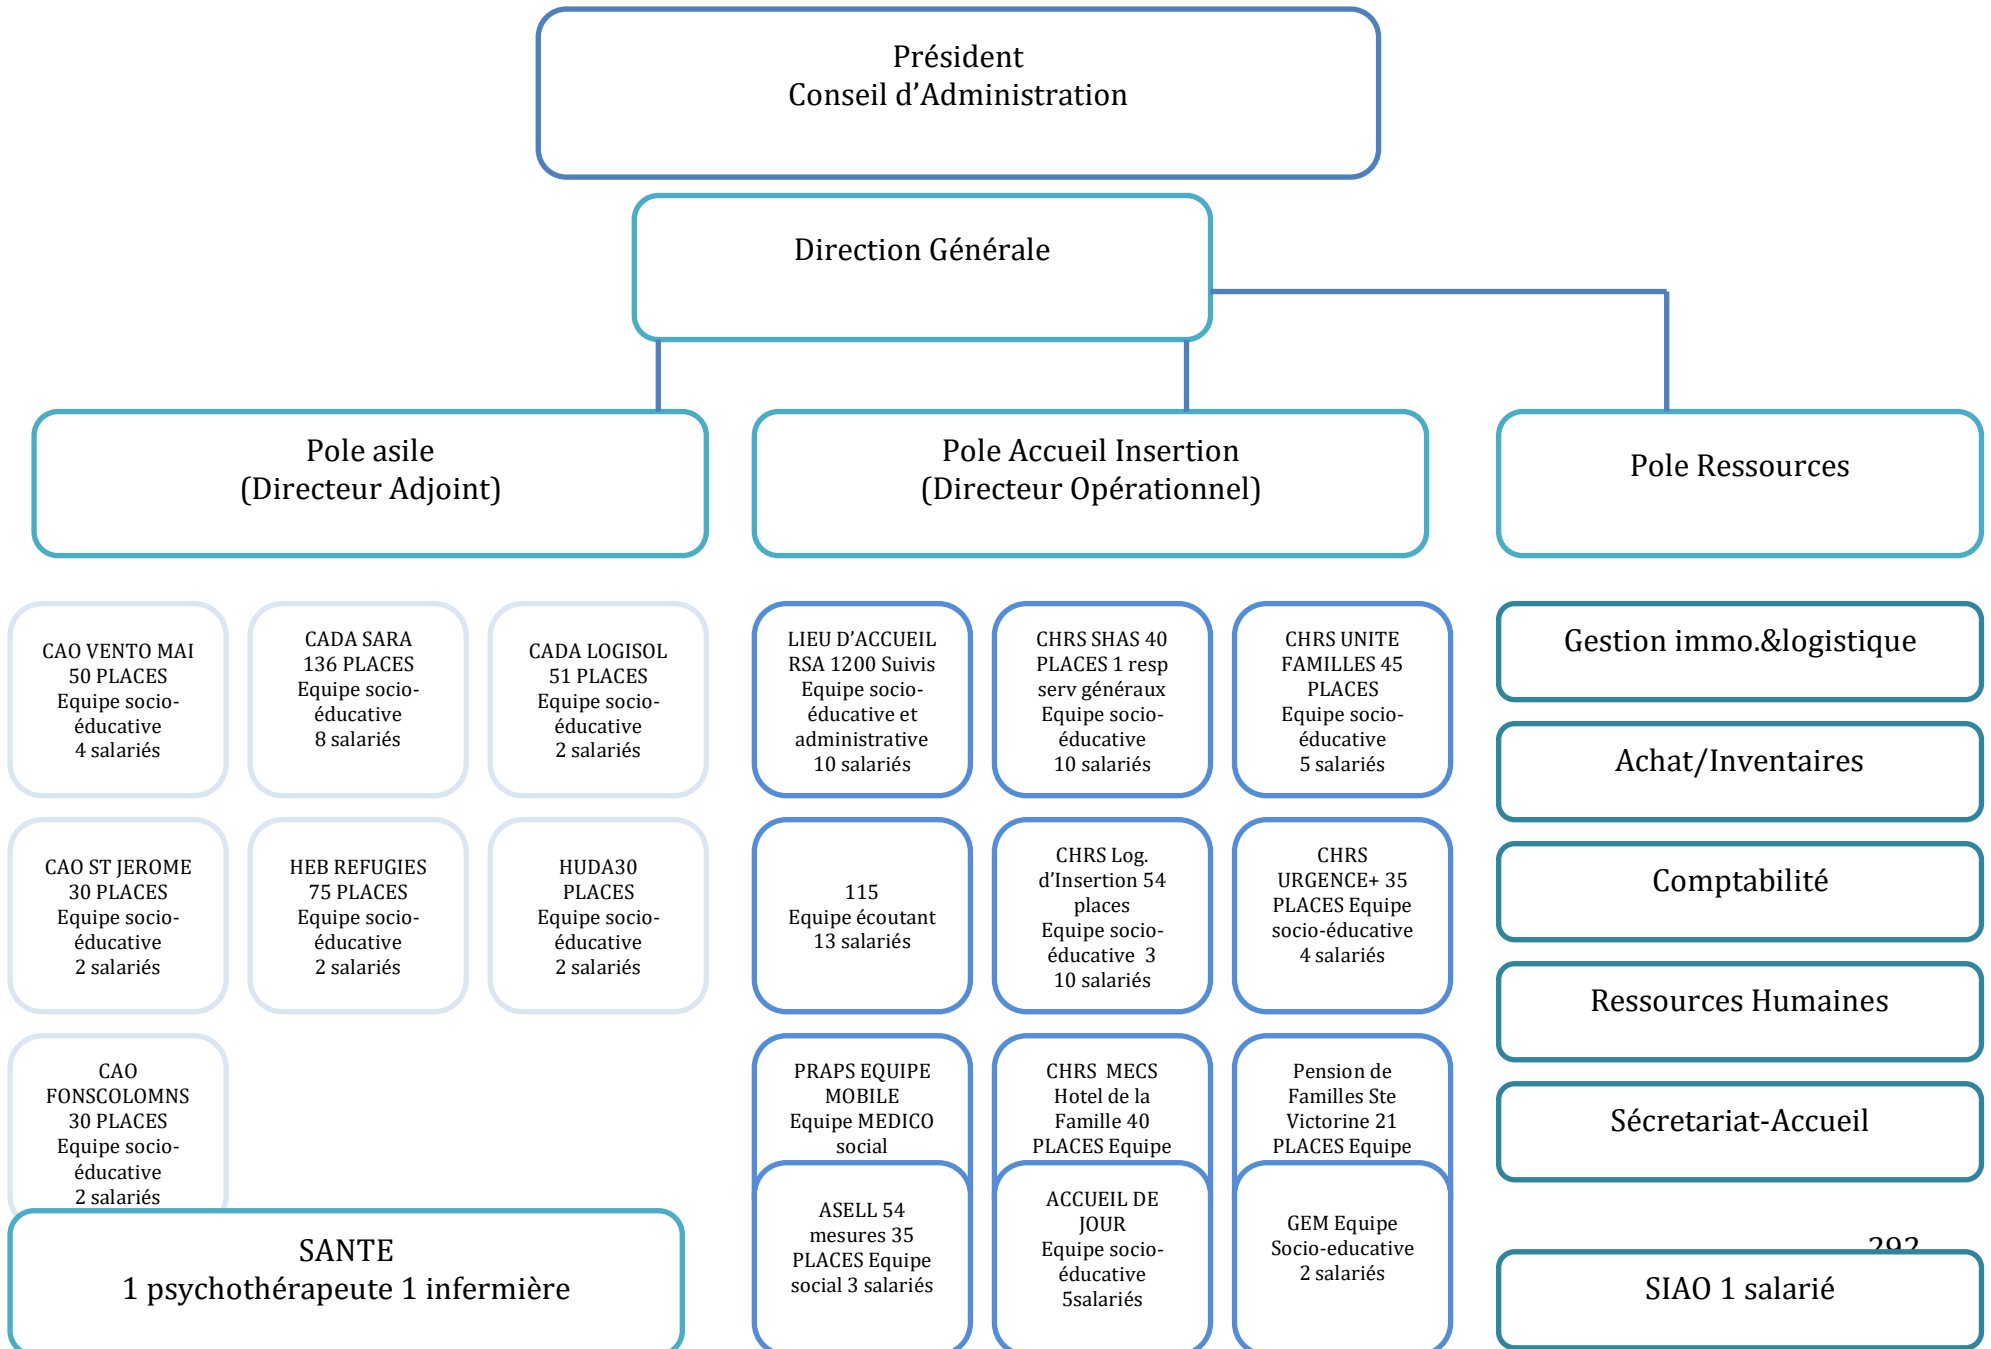 Président
Conseil d’Administration
Direction Générale
Pole asile
(Directeur Adjoint)
Pole Accueil Insertion
(Directeur Opérationnel)
Pole Ressources
CAO VENTO MAI
50 PLACES
Equipe socio-
éducative
4 salariés
CADA SARA
136 PLACES
Equipe socio-
éducative
8 salariés
CADA LOGISOL
51 PLACES
Equipe socio-
éducative
2 salariés
LIEU D’ACCUEIL
RSA 1200 Suivis
Equipe socio-
éducative et
administrative
10 salariés
CHRS SHAS 40
PLACES 1 resp
serv généraux
Equipe socio-
éducative
10 salariés
CHRS UNITE
FAMILLES 45
PLACES
Equipe socio-
éducative
5 salariés
Gestion immo.&logistique
Achat/Inventaires
CAO ST JEROME
30 PLACES
Equipe socio-
éducative
2 salariés
HEB REFUGIES
75 PLACES
Equipe socio-
éducative
2 salariés
HUDA30
PLACES
Equipe socio-
éducative
2 salariés
115
Equipe écoutant
13 salariés
CHRS Log.
d’Insertion 54
places
Equipe socio-
éducative  3
10 salariés
CHRS
URGENCE+ 35
PLACES Equipe
socio-éducative
4 salariés
Comptabilité
Ressources Humaines
CAO
FONSCOLOMNS
30 PLACES
Equipe socio-
éducative
2 salariés
PRAPS EQUIPE
MOBILE
Equipe MEDICO
social
CHRS  MECS
Hotel de la
Famille 40
PLACES Equipe
Pension de
Familles Ste
Victorine 21
PLACES Equipe
Sécretariat-Accueil
SANTE
1 psychothérapeute 1 infermière
ASELL 54
mesures 35
PLACES Equipe
social 3 salariés
ACCUEIL DE
JOUR
Equipe socio-
éducative
5salariés
GEM Equipe
Socio-educative
2 salariés
292
SIAO 1 salarié